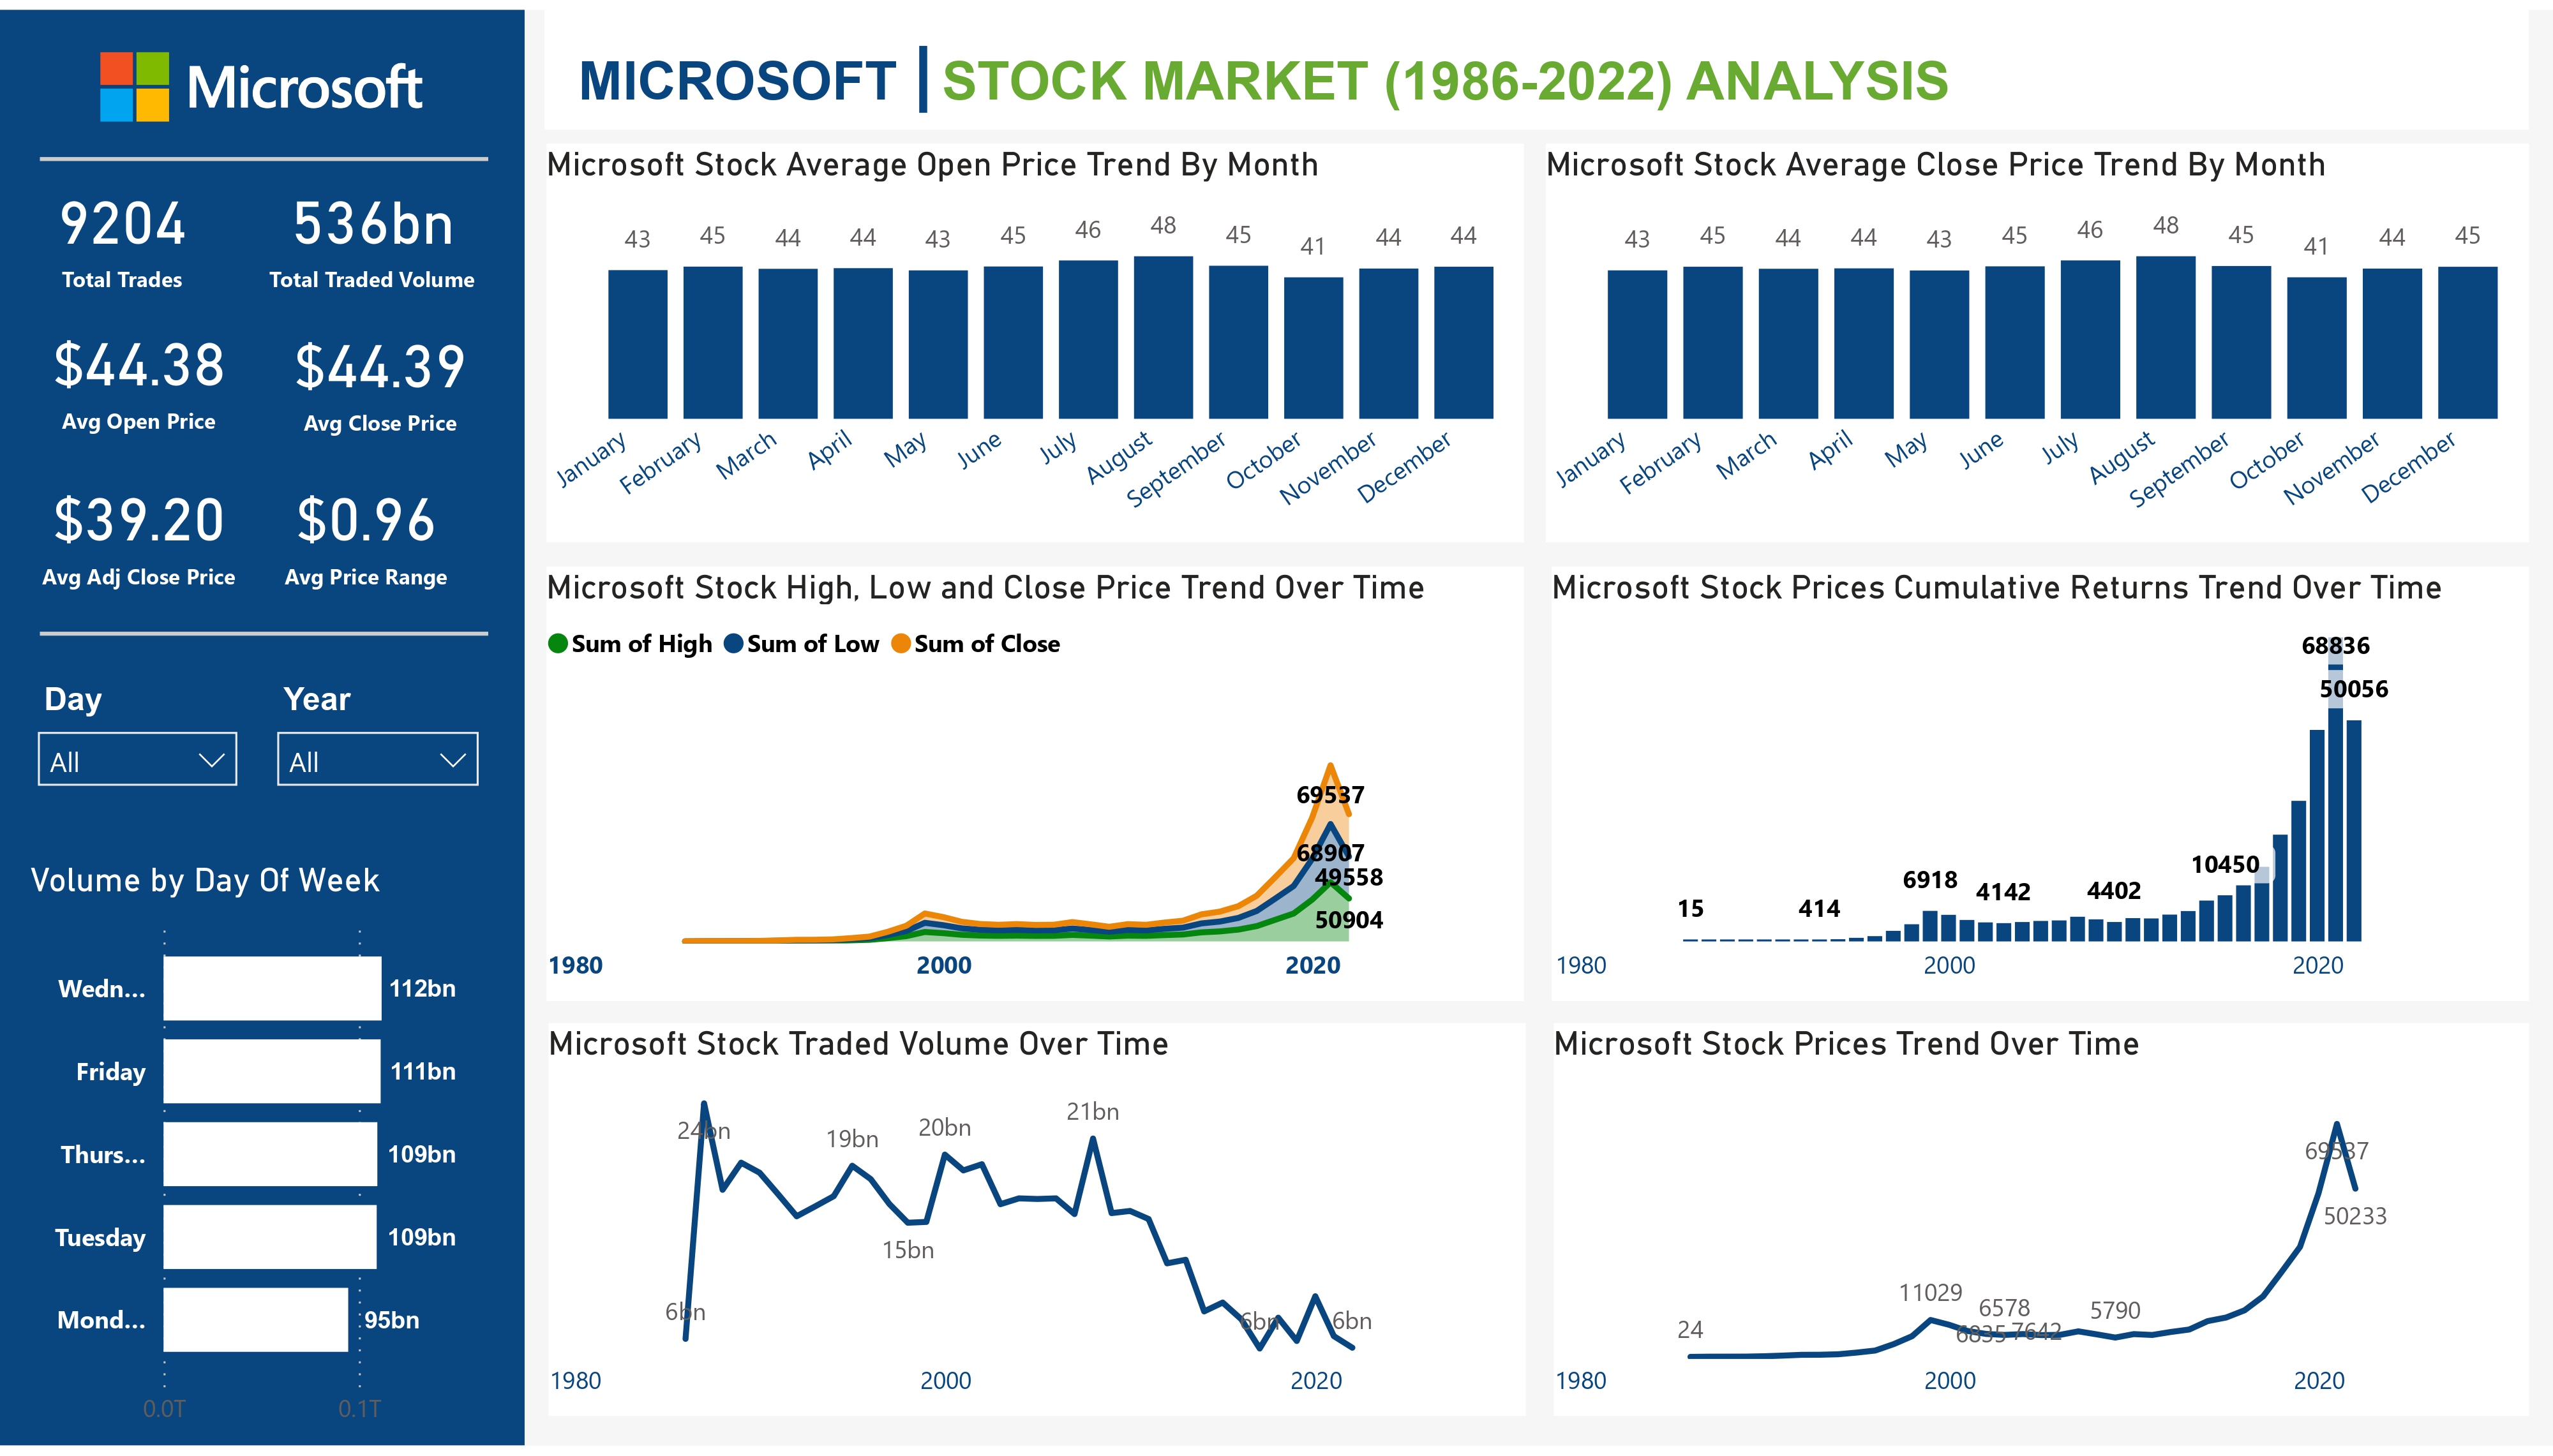 Microsoft
MICROSOFT | STOCK MARKET (1986-2022) ANALYSIS
9204
Total Trades
536bn
Total Traded Volume
$44.38
Avg Open Price
$44.39
Avg Close Price
$39.20
Avg Adj Close Price
$0.96
Avg Price Range
Day
All
Year
All
Volume by Day Of Week
Wedn... 112bn
Friday 111bn
Thurs... 109bn
Tuesday 109bn
Mond... 95bn
0.0T 0.1T
Microsoft Stock Average Open Price Trend By Month
43 45 44 44 43 45 46 48 45 41 44 44
January February March April May June July August September October November December
Microsoft Stock Average Close Price Trend By Month
43 45 44 44 43 45 46 48 45 41 44 45
January February March April May June July August September October November December
Microsoft Stock High, Low and Close Price Trend Over Time
Sum of High Sum of Low Sum of Close
69537
68907
49558
50904
1980 2000 2020
Microsoft Stock Prices Cumulative Returns Trend Over Time
68836
50056
10450
6918
4142
4402
15
414
1980 2000 2020
Microsoft Stock Traded Volume Over Time
24bn
19bn
20bn
21bn
15bn
6bn
6bn
6bn
1980 2000 2020
Microsoft Stock Prices Trend Over Time
69537
50233
11029
6578
5790
24
6835
7642
1980 2000 2020